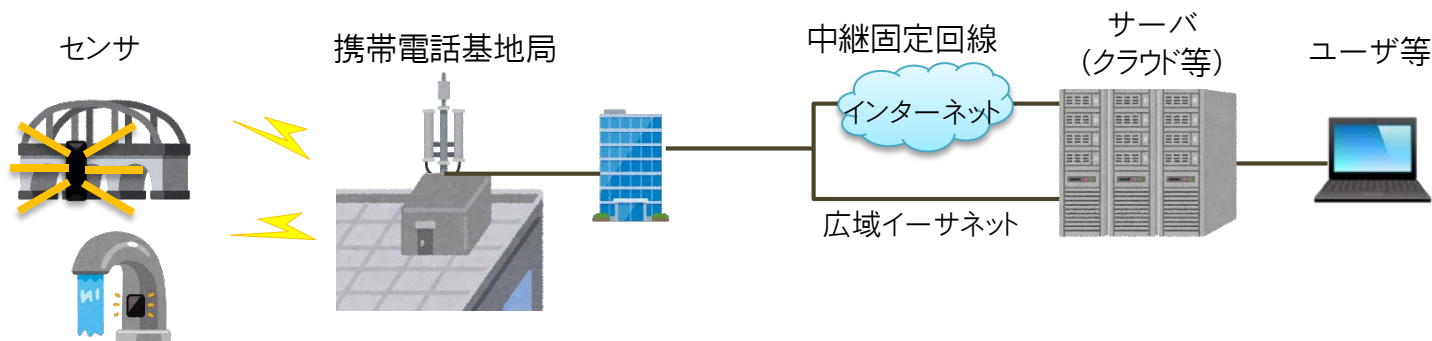 センサ
携帯電話基地局
中継固定回線
サーバ
（クラウド等）
ユーザ等
インターネット
広域イーサネット